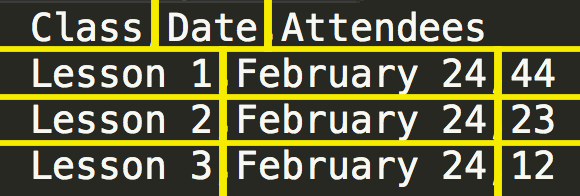 Class,Date,Attendees
Lesson 1,February 24,44
Lesson 2,February 24,23
Lesson 3,February 24,12